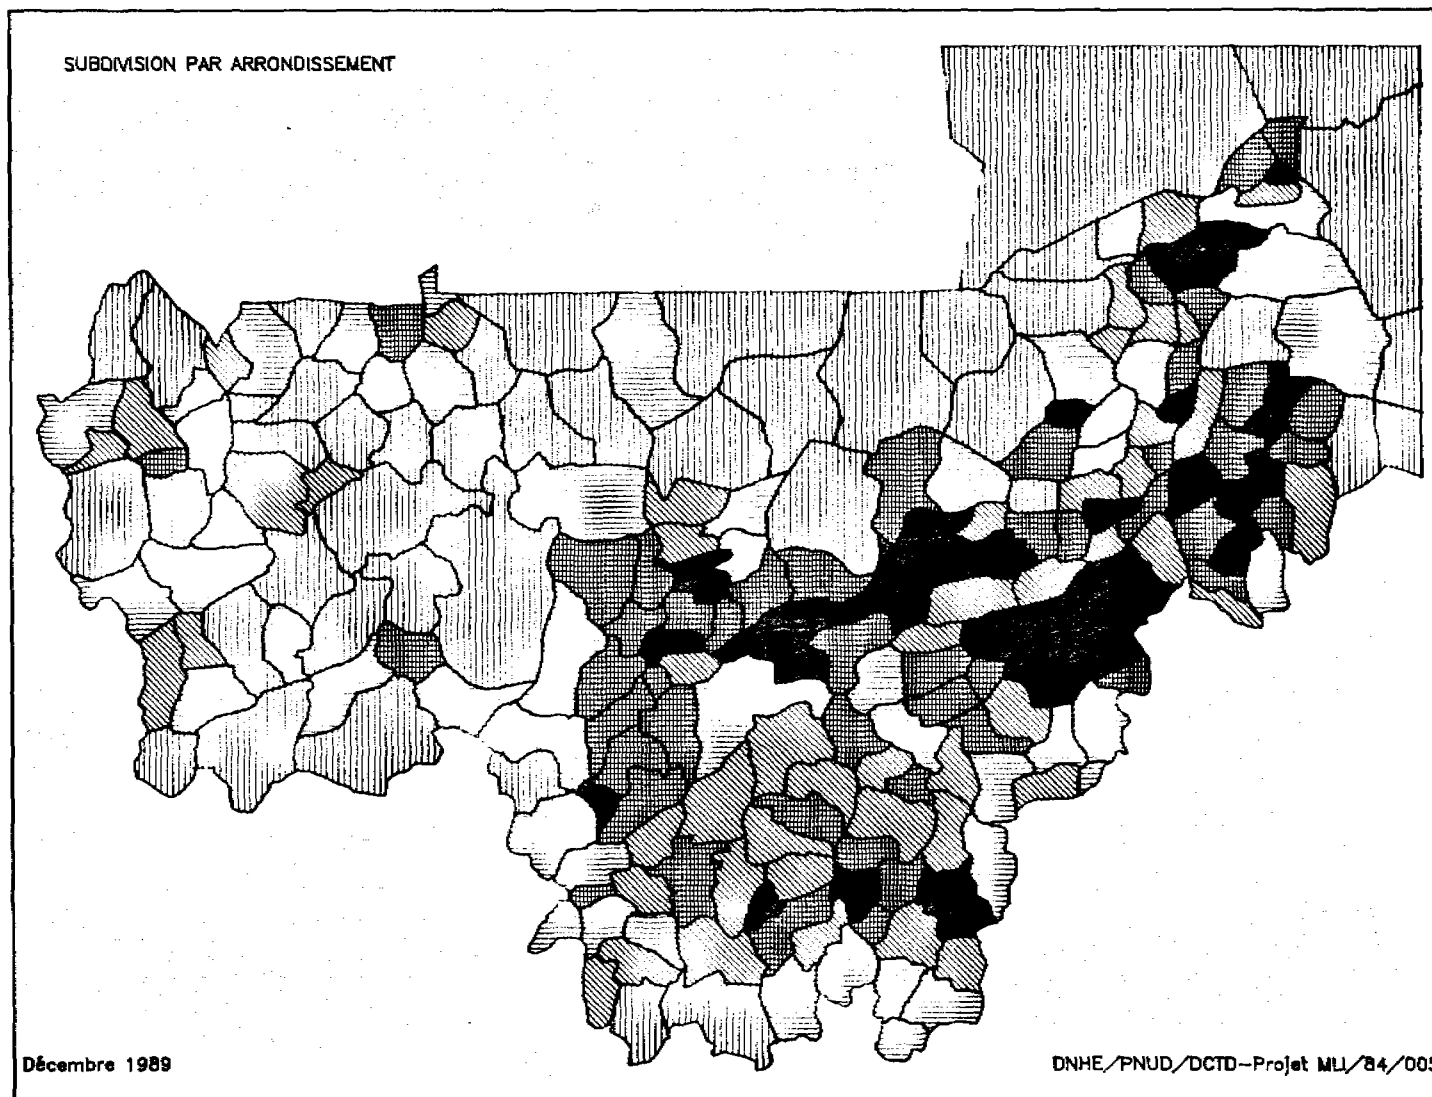 SUBDIVISION PAR ARRONDISSEMENT
Décembre 1989
DNHE/PNUD/DCTD-Projet MLI/84/005